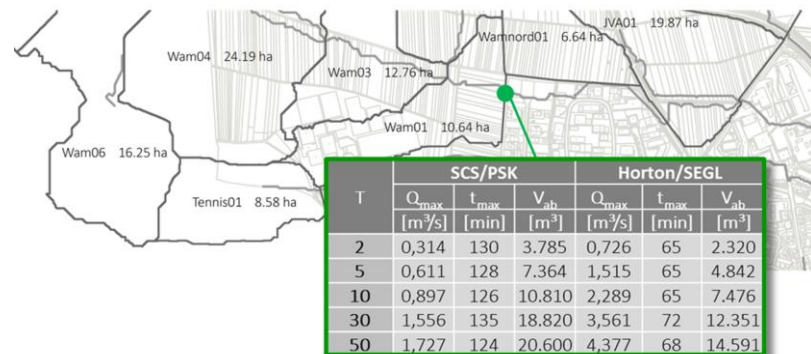 JVA01 19.87 ha
Wamnord01 6.64 ha
Wam04 24.19 ha
Wam03 12.76 ha
Wam01 10.64 ha
Wam06 16.25 ha
Tennis01 8.58 ha
T SCS/PSK Horton/SEGL
Qmax tmax Vab Qmax tmax Vab
[m³/s] [min] [m³] [m³/s] [min] [m³]
2 0,314 130 3.785 0,726 65 2.320
5 0,611 128 7.364 1,515 65 4.842
10 0,897 126 10.810 2,289 65 7.476
30 1,556 135 18.820 3,561 72 12.351
50 1,727 124 20.600 4,377 68 14.591